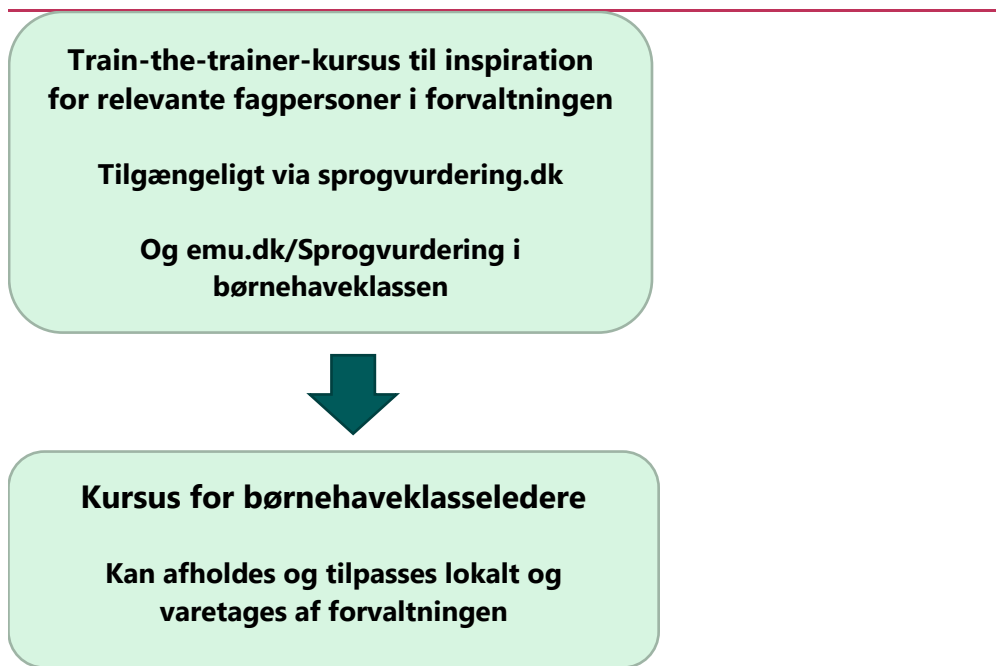 Train-the-trainer-kursus til inspiration
for relevante fagpersoner i forvaltningen
Tilgængeligt via sprogvurdering.dk
Og emu.dk/Sprogvurdering i
børnehaveklassen
Kursus for børnehaveklasseledere
Kan afholdes og tilpasses lokalt og
varetages af forvaltningen